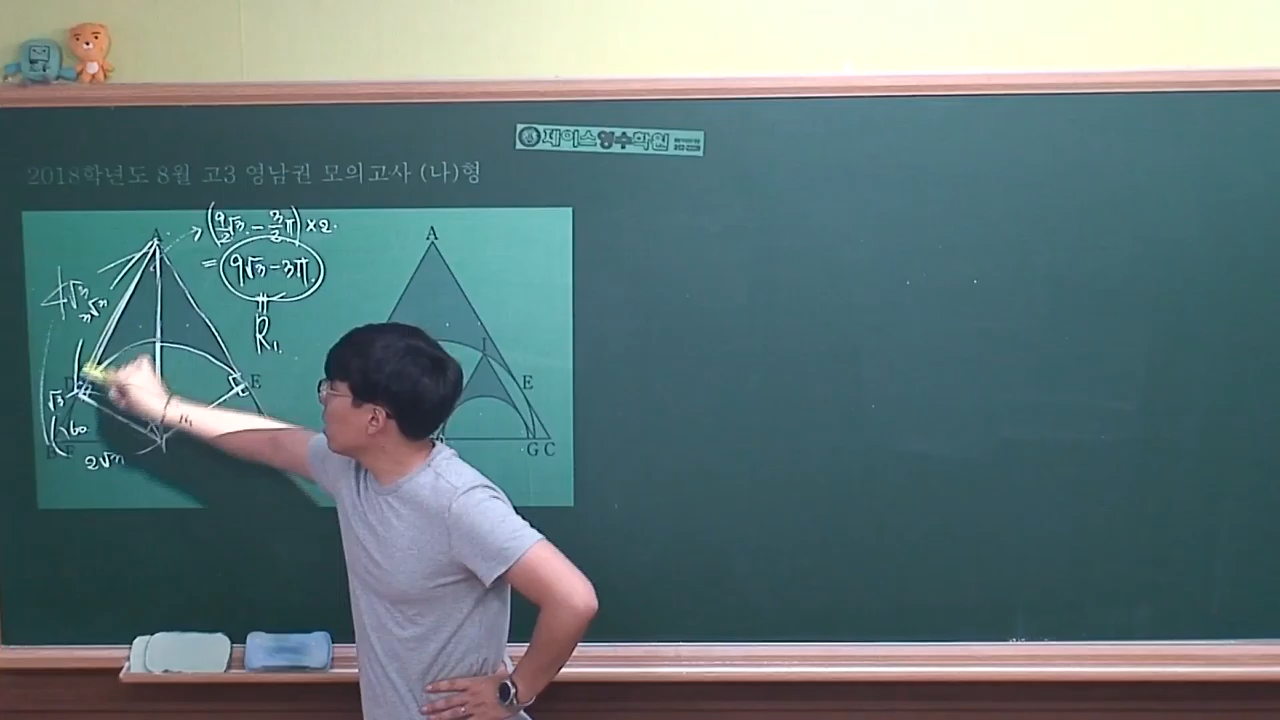 제이스영수학원
2018학년도 8월 고3 영남권 모의고사 (나)형
A
(9/2√3 - 3/2π) × 2.
= 9√3 - 3π.
R₁.
4√3
3√3
E
√3
60
2√3
A
E
G C